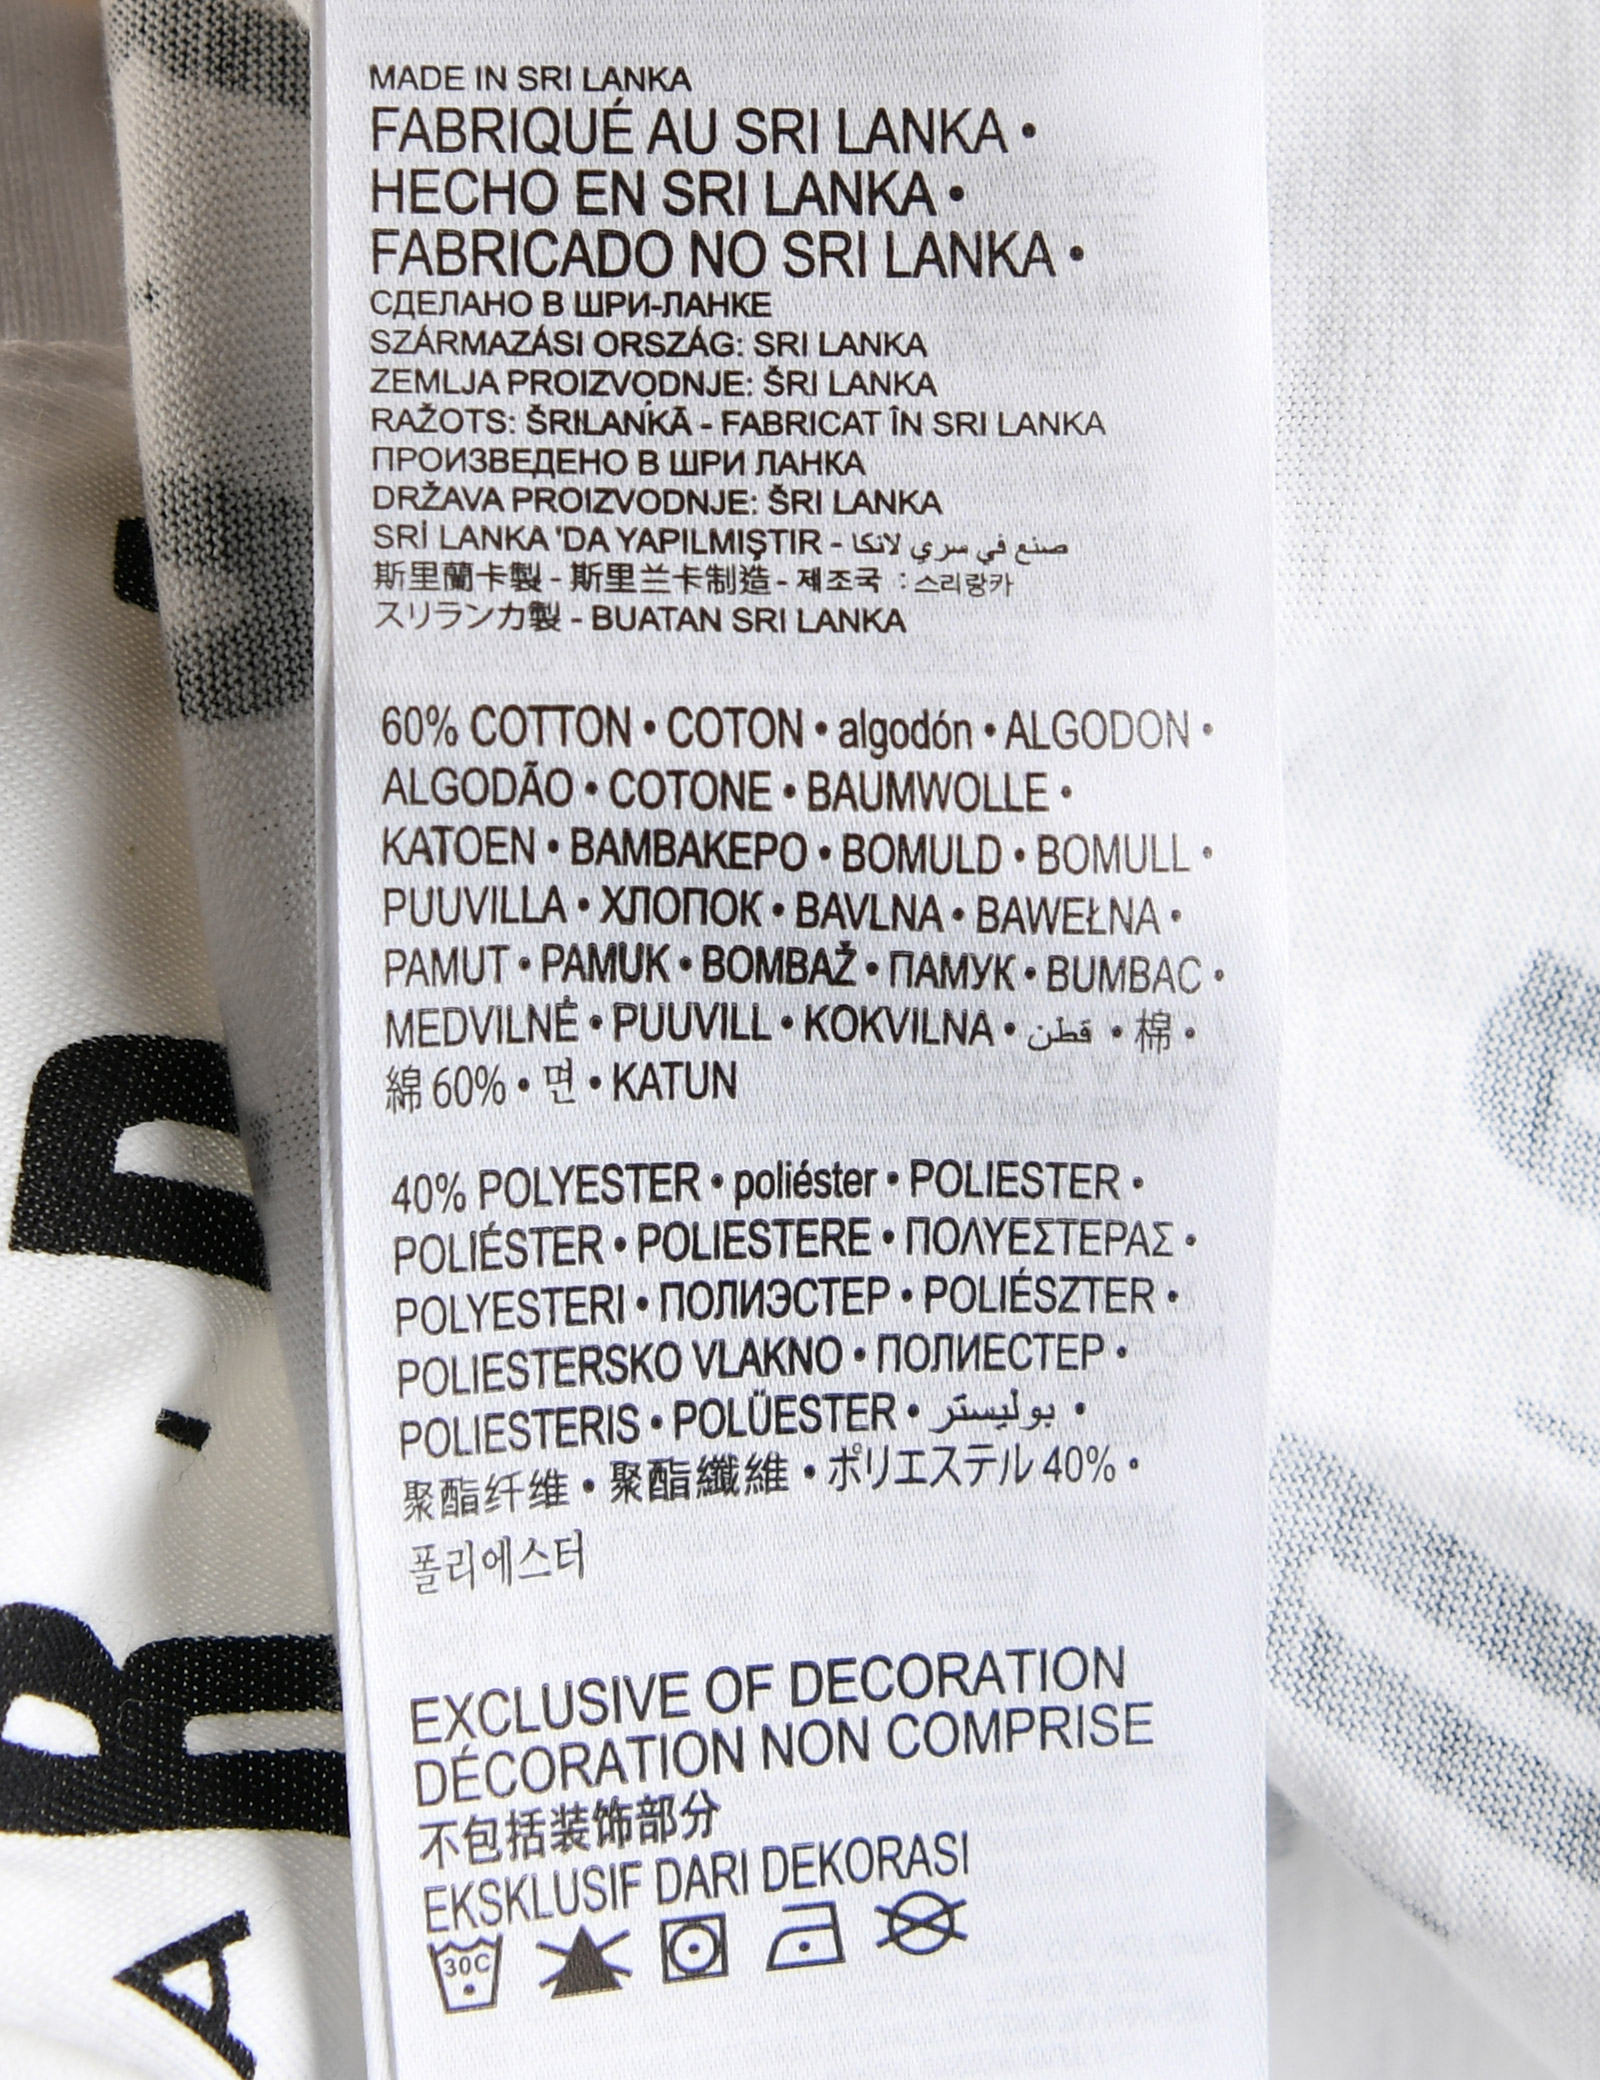 MADE IN SRI LANKA
FABRIQUÉ AU SRI LANKA •
HECHO EN SRI LANKA •
FABRICADO NO SRI LANKA •
СДЕЛАНО В ШРИ-ЛАНКЕ
SZÁRMAZÁSI ORSZÁG: SRI LANKA
ZEMLJA PROIZVODNJE: ŠRI LANKA
RAŽOTS: ŠRILANKĀ - FABRICAT ÎN SRI LANKA
ПРОИЗВЕДЕНО В ШРИ ЛАНКА
DRŽAVA PROIZVODNJE: ŠRI LANKA
SRİ LANKA 'DA YAPILMIŞTIR - صنع في سري لانكا
斯里蘭卡製 - 斯里兰卡制造 - 제조국 : 스리랑카
スリランカ製 - BUATAN SRI LANKA
60% COTTON • COTON • algodón • ALGODON •
ALGODÃO • COTONE • BAUMWOLLE •
KATOEN • BAMBAKEPO • BOMULD • BOMULL •
PUUVILLA • ХЛОПОК • BAVLNA • BAWEŁNA •
PAMUT • PAMUK • BOMBAŽ • ПАМУК • BUMBAC •
MEDVILNĖ • PUUVILL • KOKVILNA • قطن • 棉 •
綿 60% • 면 • KATUN
40% POLYESTER • poliéster • POLIESTER •
POLIÉSTER • POLIESTERE • ΠΟΛΥΕΣΤΕΡΑΣ •
POLYESTERI • ПОЛИЭСТЕР • POLIÉSZTER •
POLIESTERSKO VLAKNO • ПОЛИЕСТЕР •
POLIESTERIS • POLÜESTER • بوليستر •
聚酯纤维 • 聚酯纖維 • ポリエステル 40% •
폴리에스터
EXCLUSIVE OF DECORATION
DÉCORATION NON COMPRISE
不包括装饰部分
EKSKLUSIF DARI DEKORASI
30C